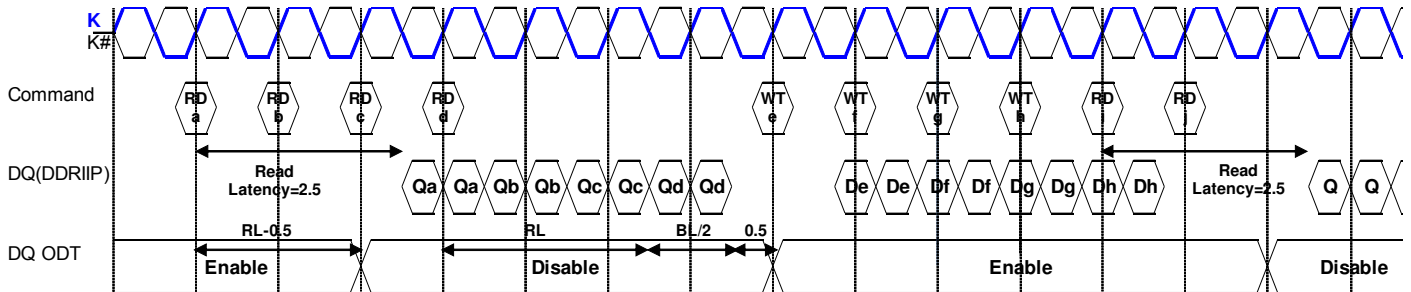 K
K#
Command
RD a RD b RD c RD d WT e WT f WT g WT h RD i RD j
DQ(DDRIIP)
Read
Latency=2.5
Qa Qa Qb Qb Qc Qc Qd Qd De De Df Df Dg Dg Dh Dh
Read
Latency=2.5
Q Q
DQ ODT
RL-0.5
RL
BL/2
0.5
Enable
Disable
Enable
Disable